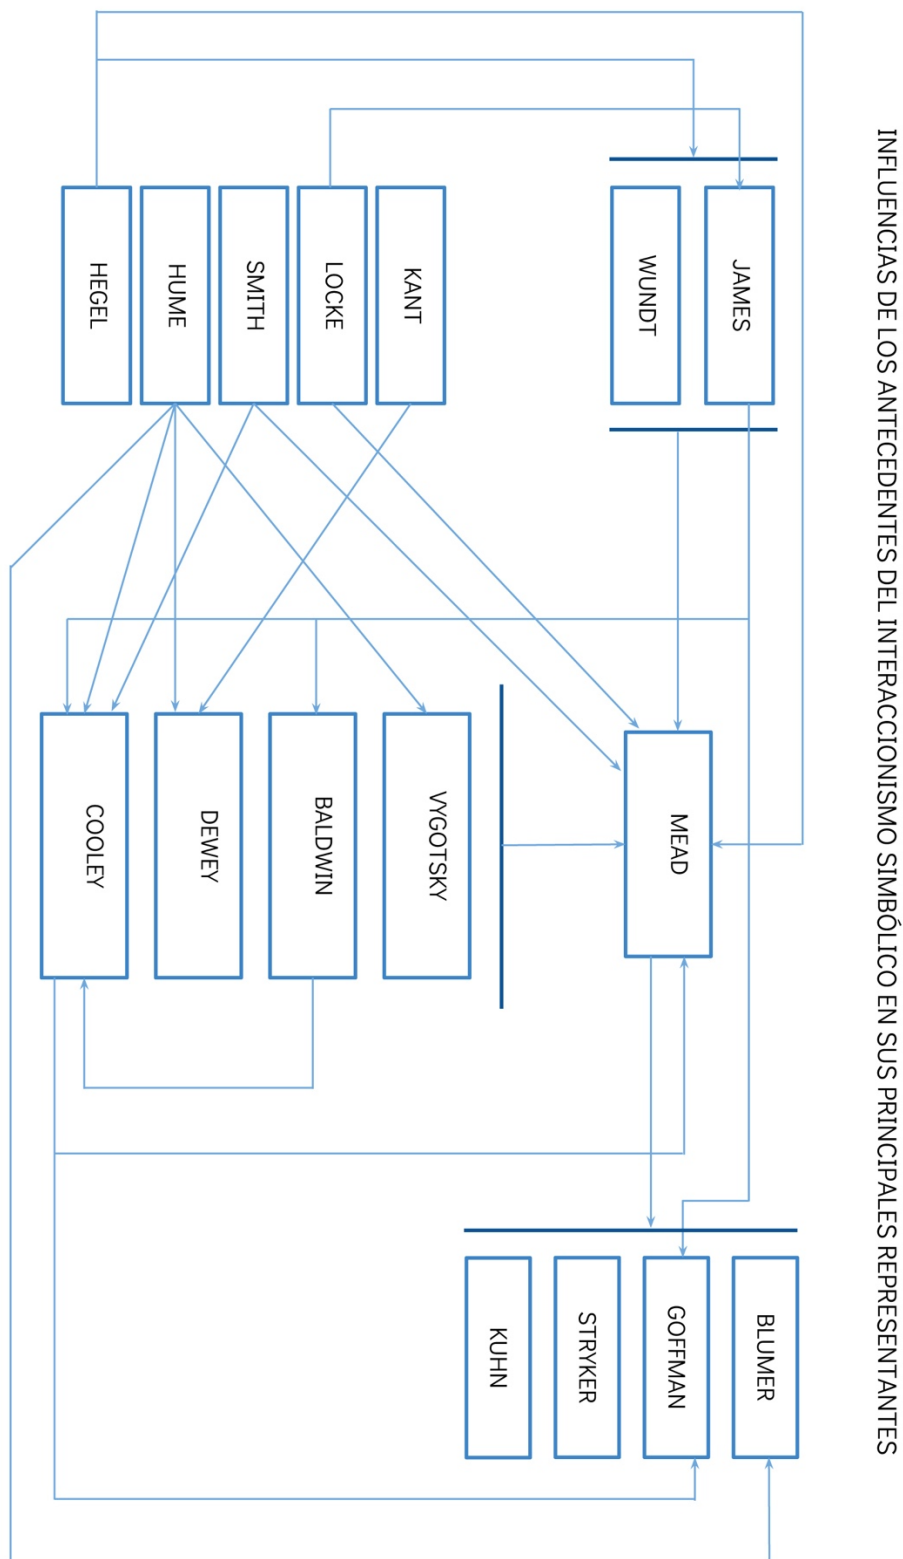 INFLUENCIAS DE LOS ANTECEDENTES DEL INTERACCIONISMO SIMBÓLICO EN SUS PRINCIPALES REPRESENTANTES
JAMES
WUNDT
KANT
LOCKE
SMITH
HUME
HEGEL
MEAD
VYGOTSKY
BALDWIN
DEWEY
COOLEY
BLUMER
GOFFMAN
STRYKER
KUHN